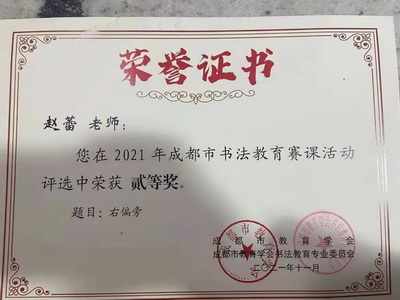 荣誉证书
赵蕾 老师：
您在2021年成都市书法教育赛课活动
评选中荣获 贰等奖。
题目：右偏旁
成都市教育学会
成都市教育学会书法教育专业委员会
二〇二一年十一月